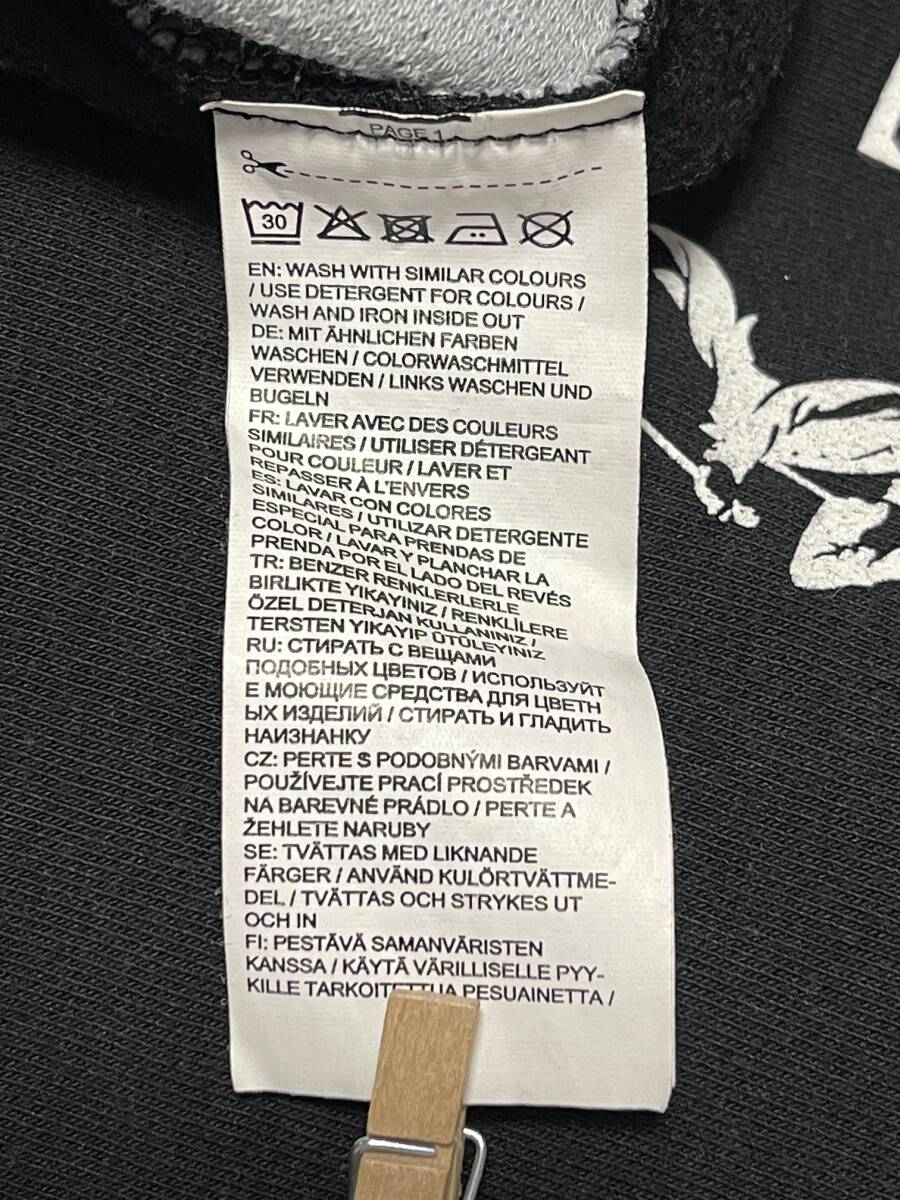 PAGE 1
30
EN: WASH WITH SIMILAR COLOURS
/ USE DETERGENT FOR COLOURS /
WASH AND IRON INSIDE OUT
DE: MIT ÄHNLICHEN FARBEN
WASCHEN / COLORWASCHMITTEL
VERWENDEN / LINKS WASCHEN UND
BUGELN
FR: LAVER AVEC DES COULEURS
SIMILAIRES / UTILISER DÉTERGEANT
POUR COULEUR / LAVER ET
REPASSER À L'ENVERS
ES: LAVAR CON COLORES
SIMILARES / UTILIZAR DETERGENTE
ESPECIAL PARA PRENDAS DE
COLOR / LAVAR Y PLANCHAR LA
PRENDA POR EL LADO DEL REVÉS
TR: BENZER RENKLERLERLE
BIRLIKTE YIKAYINIZ / RENKLİLERE
ÖZEL DETERJAN KULLANINIZ /
TERSTEN YIKAYIP ÜTÜLEYINIZ
RU: СТИРАТЬ С ВЕЩАМИ
ПОДОБНЫХ ЦВЕТОВ / ИСПОЛЬЗУЙТ
Е МОЮЩИЕ СРЕДСТВА ДЛЯ ЦВЕТН
ЫХ ИЗДЕЛИЙ / СТИРАТЬ И ГЛАДИТЬ
НАИЗНАНКУ
CZ: PERTE S PODOBNÝMI BARVAMI /
POUŽÍVEJTE PRACÍ PROSTŘEDEK
NA BAREVNÉ PRÁDLO / PERTE A
ŽEHLETE NARUBY
SE: TVÄTTAS MED LIKNANDE
FÄRGER / ANVÄND KULÖRTVÄTTME-
DEL / TVÄTTAS OCH STRYKES UT
OCH IN
FI: PESTÄVÄ SAMANVÄRISTEN
KANSSA / KÄYTÄ VÄRILLISELLE PYY-
KILLE TARKOITETTUA PESUAINETTA /